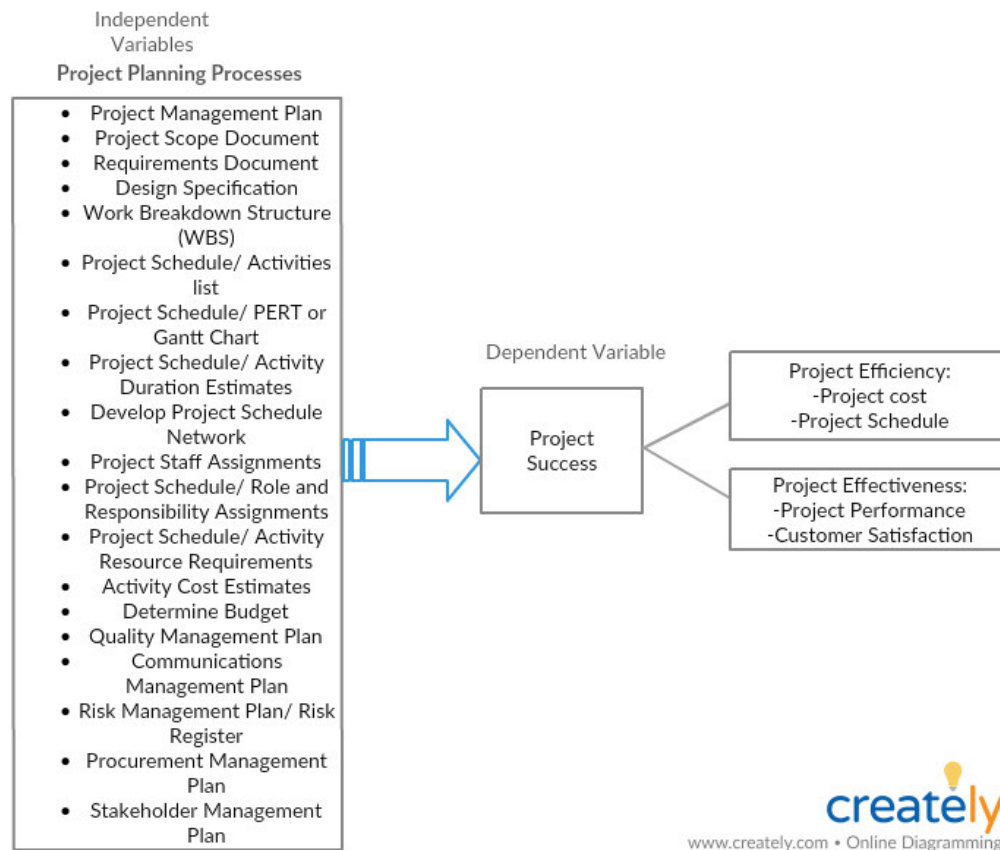 Independent
Variables
Project Planning Processes
• Project Management Plan
• Project Scope Document
• Requirements Document
• Design Specification
• Work Breakdown Structure
(WBS)
• Project Schedule/ Activities
list
• Project Schedule/ PERT or
Gantt Chart
• Project Schedule/ Activity
Duration Estimates
• Develop Project Schedule
Network
• Project Staff Assignments
• Project Schedule/ Role and
Responsibility Assignments
• Project Schedule/ Activity
Resource Requirements
• Activity Cost Estimates
• Determine Budget
• Quality Management Plan
• Communications
Management Plan
• Risk Management Plan/ Risk
Register
• Procurement Management
Plan
• Stakeholder Management
Plan
Dependent Variable
Project
Success
Project Efficiency:
-Project cost
-Project Schedule
Project Effectiveness:
-Project Performance
-Customer Satisfaction
creately
www.creately.com • Online Diagramming